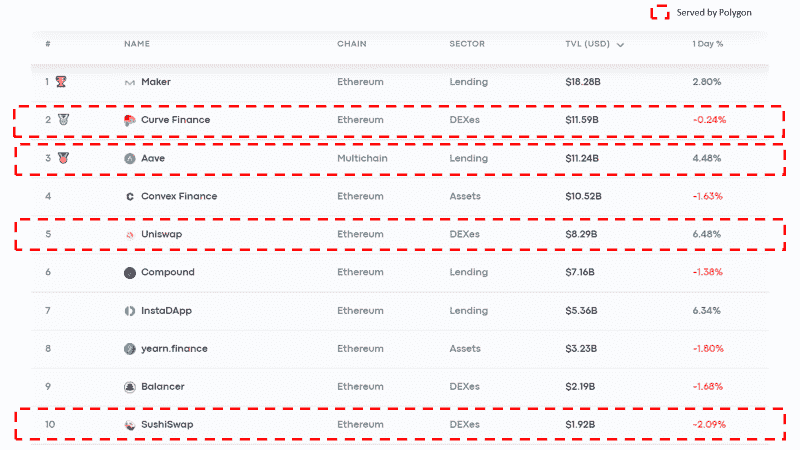 Served by Polygon
# NAME CHAIN SECTOR TVL (USD) 1 Day %
1 Maker Ethereum Lending $18.28B 2.80%
2 Curve Finance Ethereum DEXes $11.59B -0.24%
3 Aave Multichain Lending $11.24B 4.48%
4 Convex Finance Ethereum Assets $10.52B -1.63%
5 Uniswap Ethereum DEXes $8.29B 6.48%
6 Compound Ethereum Lending $7.16B -1.38%
7 InstaDApp Ethereum Lending $5.36B 6.34%
8 yearn.finance Ethereum Assets $3.23B -1.80%
9 Balancer Ethereum DEXes $2.19B -1.68%
10 SushiSwap Ethereum DEXes $1.92B -2.09%